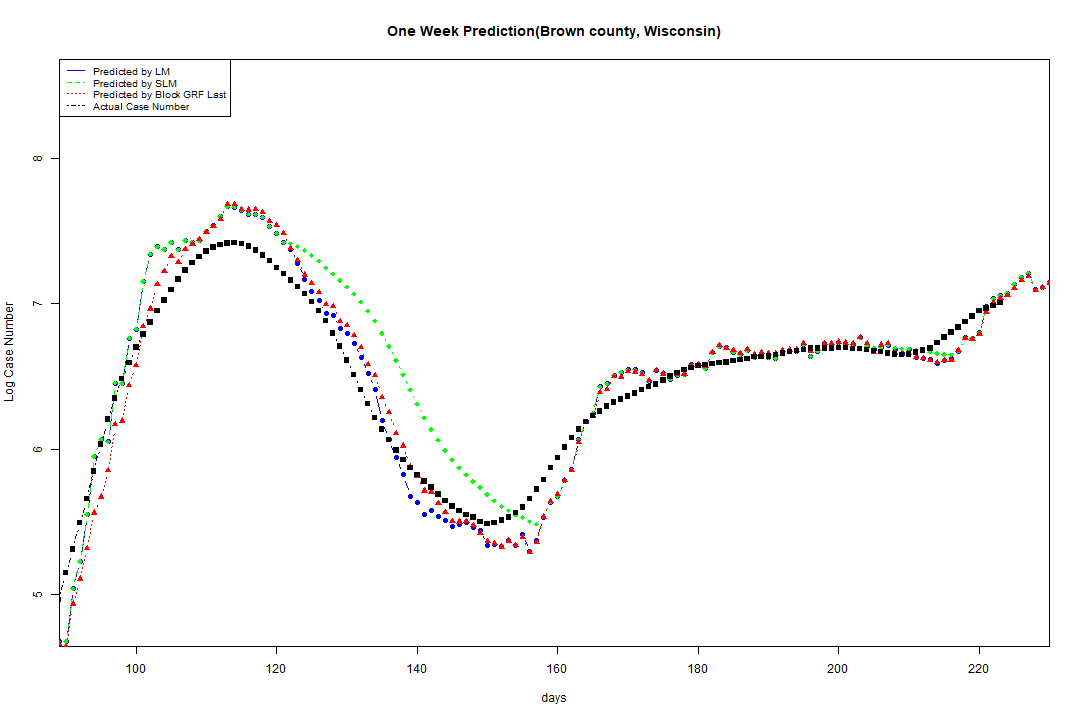 One Week Prediction(Brown county, Wisconsin)
Predicted by LM
Predicted by SLM
Predicted by Block GRF Last
Actual Case Number
8
7
6
5
Log Case Number
100 120 140 160 180 200 220
days